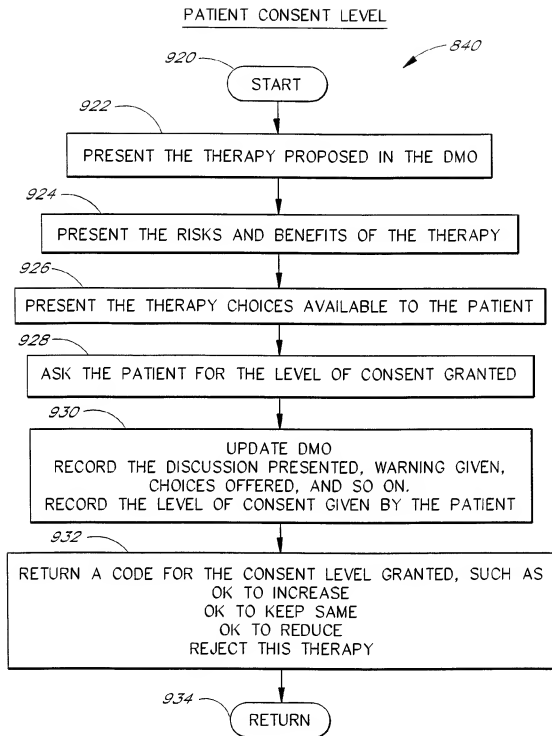 PATIENT CONSENT LEVEL
840
920
START
922
PRESENT THE THERAPY PROPOSED IN THE DMO
924
PRESENT THE RISKS AND BENEFITS OF THE THERAPY
926
PRESENT THE THERAPY CHOICES AVAILABLE TO THE PATIENT
928
ASK THE PATIENT FOR THE LEVEL OF CONSENT GRANTED
930
UPDATE DMO
RECORD THE DISCUSSION PRESENTED, WARNING GIVEN,
CHOICES OFFERED, AND SO ON.
RECORD THE LEVEL OF CONSENT GIVEN BY THE PATIENT
932
RETURN A CODE FOR THE CONSENT LEVEL GRANTED, SUCH AS
OK TO INCREASE
OK TO KEEP SAME
OK TO REDUCE
REJECT THIS THERAPY
934
RETURN